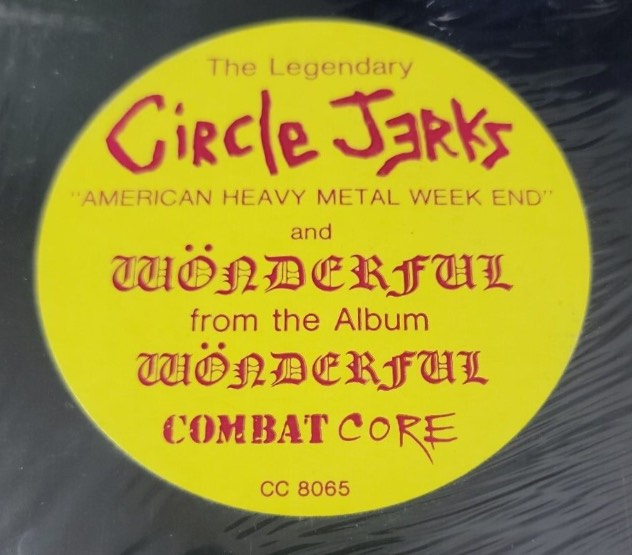 The Legendary
CiRcle JERKs
"AMERICAN HEAVY METAL WEEK END"
and
WÖNDERFUL
from the Album
WÖNDERFUL
COMBAT CORE
CC 8065